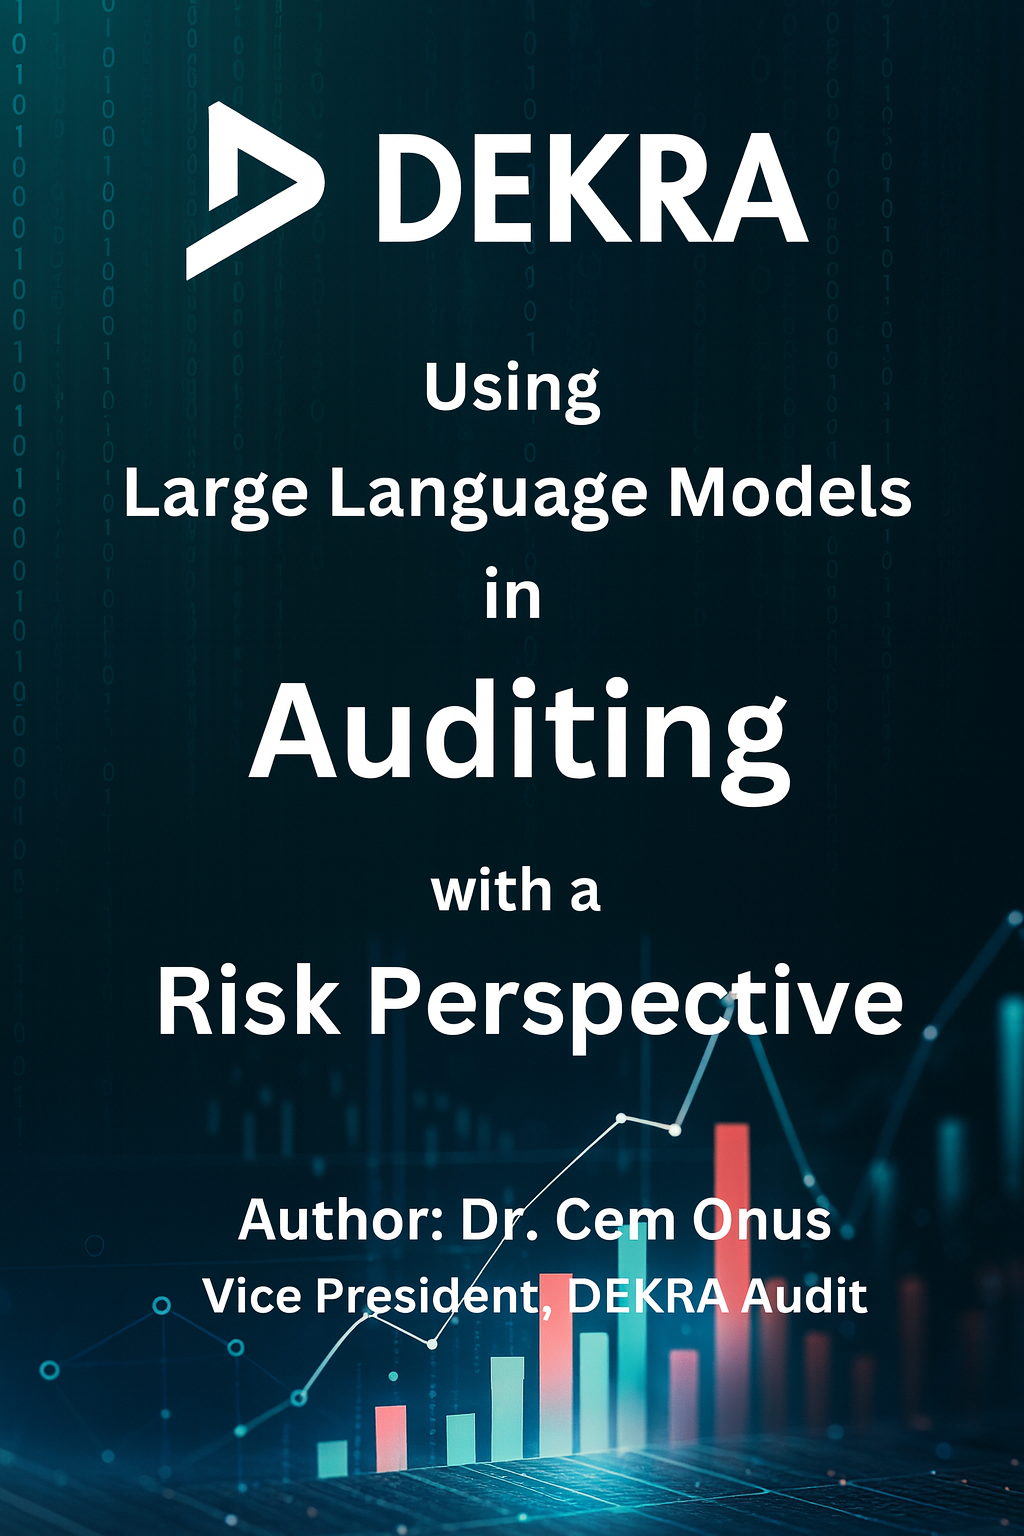 DEKRA
Using
Large Language Models
in
Auditing
with a
Risk Perspective
Author: Dr. Cem Onus
Vice President, DEKRA Audit